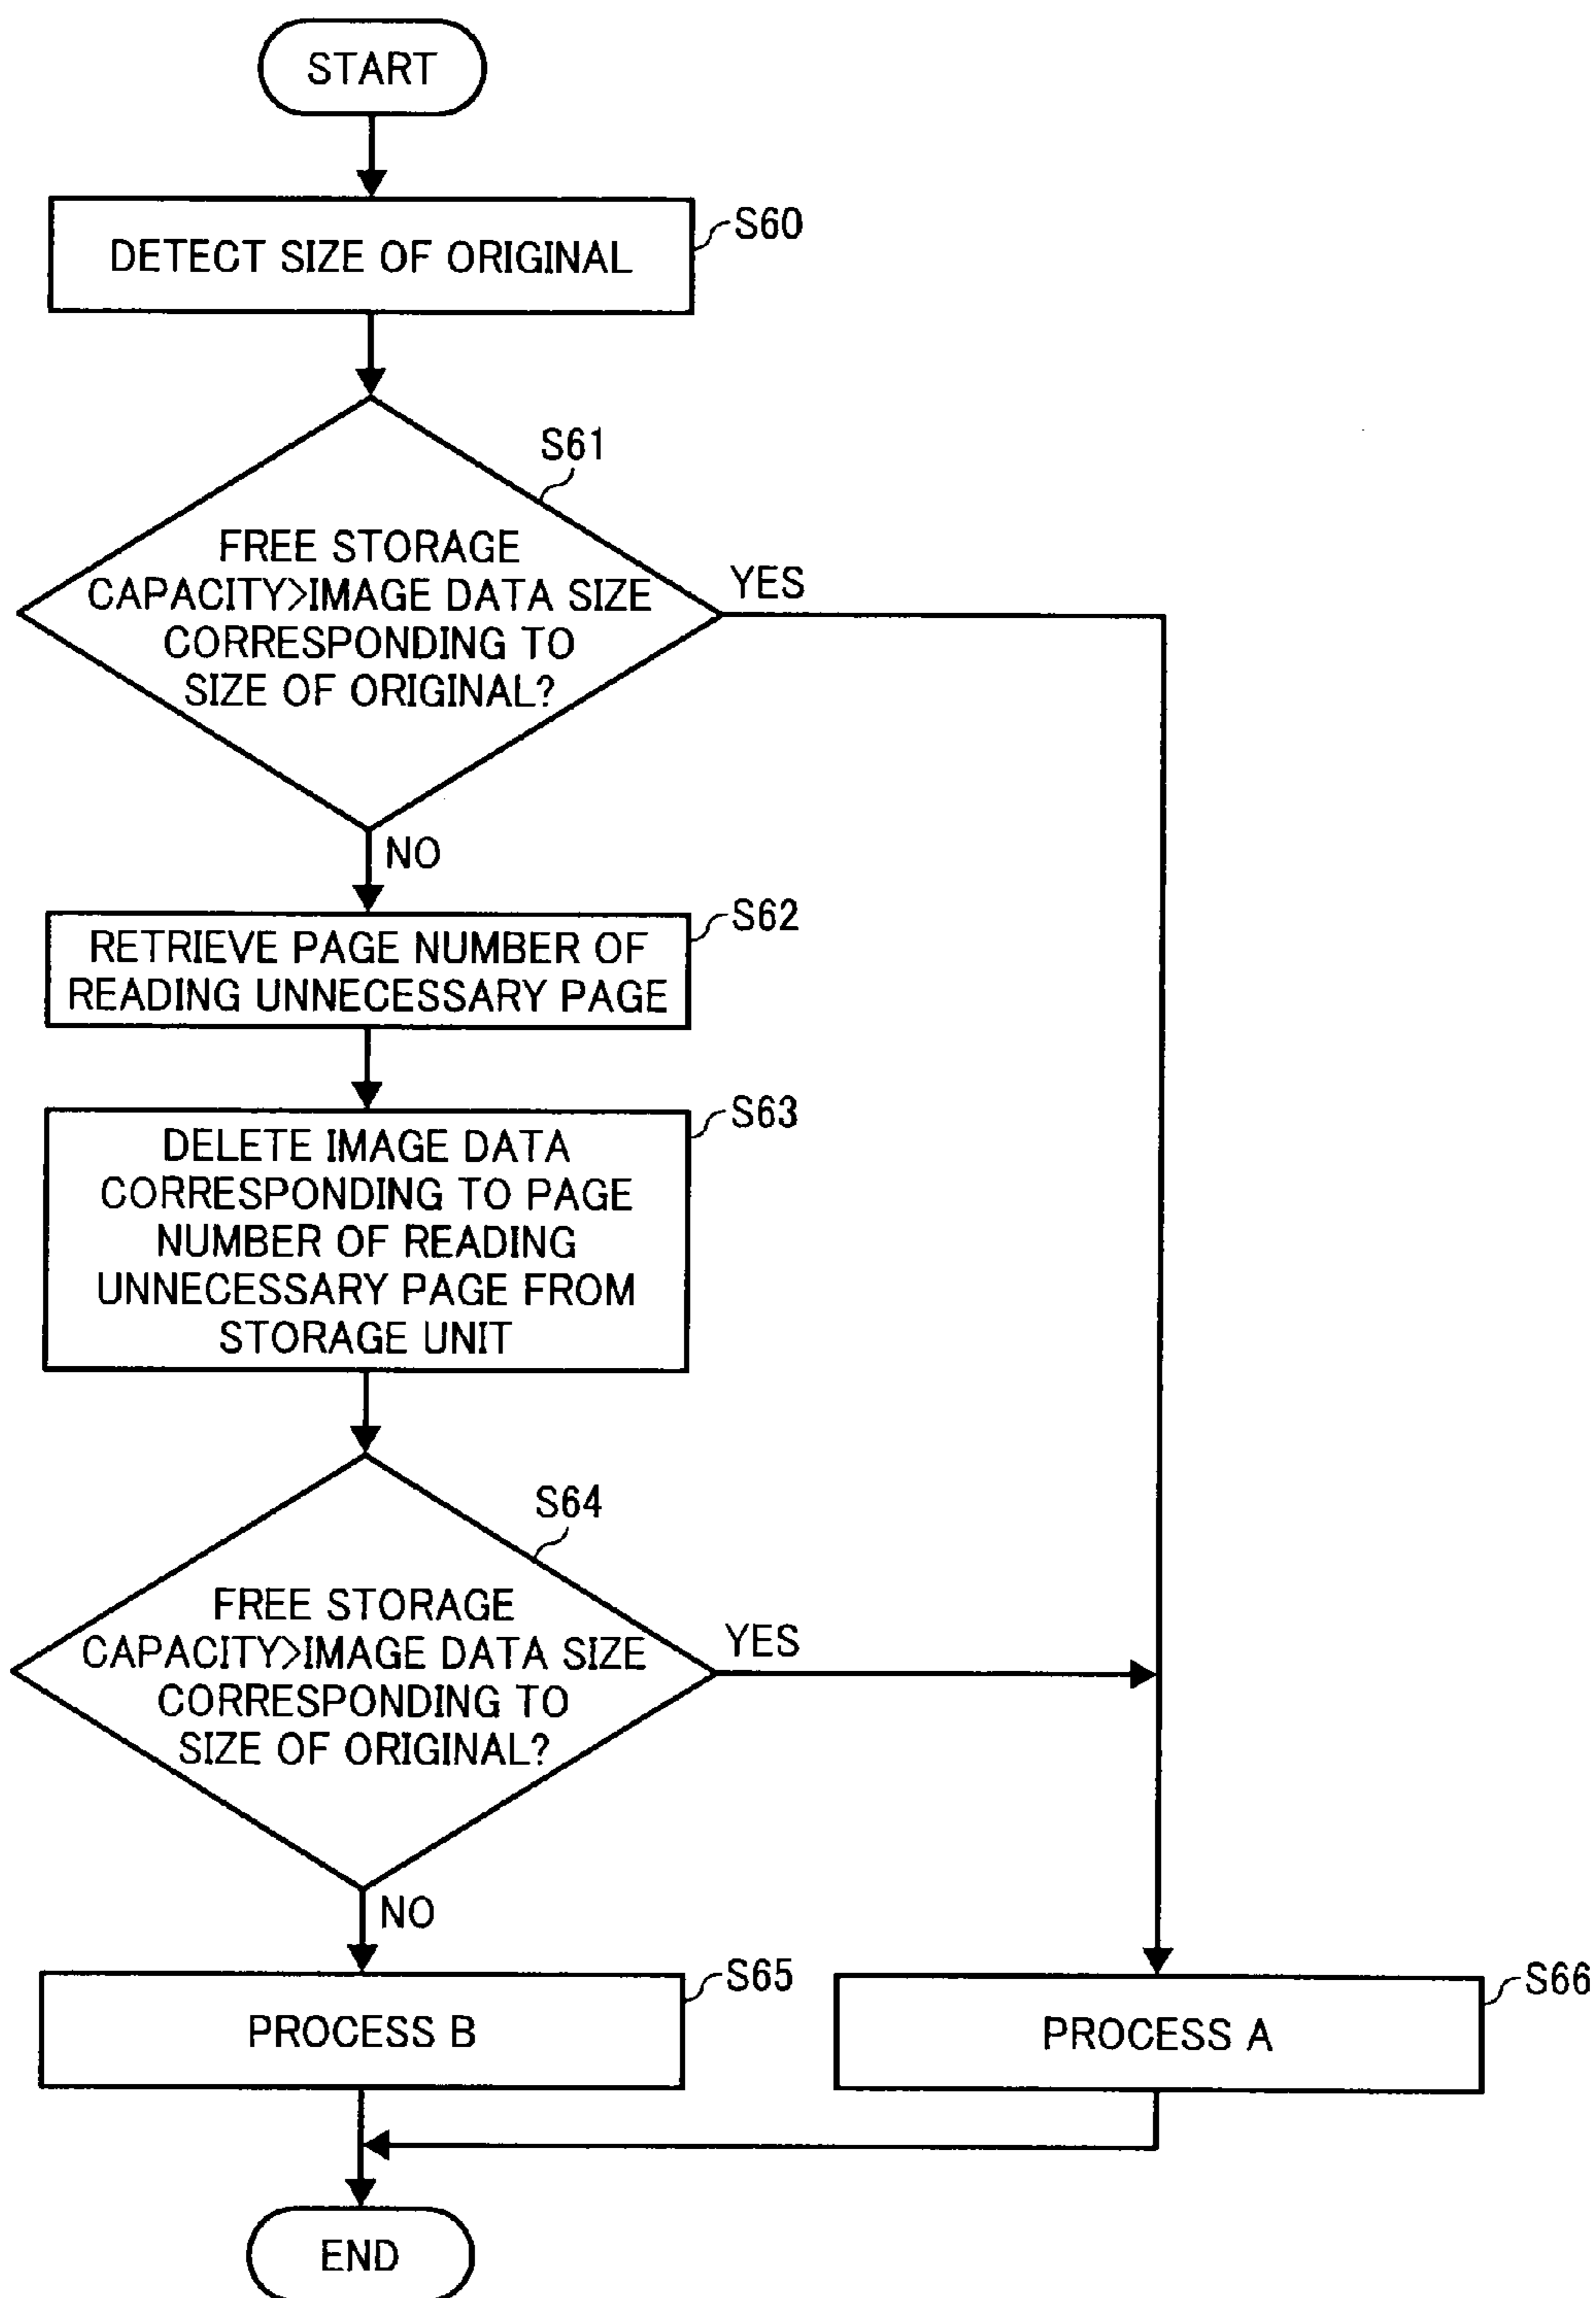 START
DETECT SIZE OF ORIGINAL
S60
S61
FREE STORAGE
CAPACITY>IMAGE DATA SIZE
CORRESPONDING TO
SIZE OF ORIGINAL?
YES
NO
S62
RETRIEVE PAGE NUMBER OF
READING UNNECESSARY PAGE
S63
DELETE IMAGE DATA
CORRESPONDING TO PAGE
NUMBER OF READING
UNNECESSARY PAGE FROM
STORAGE UNIT
S64
FREE STORAGE
CAPACITY>IMAGE DATA SIZE
CORRESPONDING TO
SIZE OF ORIGINAL?
YES
NO
S65
PROCESS B
S66
PROCESS A
END